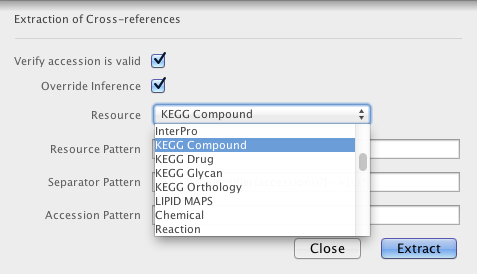 Extraction of Cross-references
Verify accession is valid
Override Inference
Resource
KEGG Compound
InterPro
KEGG Compound
Resource Pattern
KEGG Drug
KEGG Glycan
Separator Pattern
KEGG Orthology
LIPID MAPS
Accession Pattern
Chemical
Reaction
Close
Extract